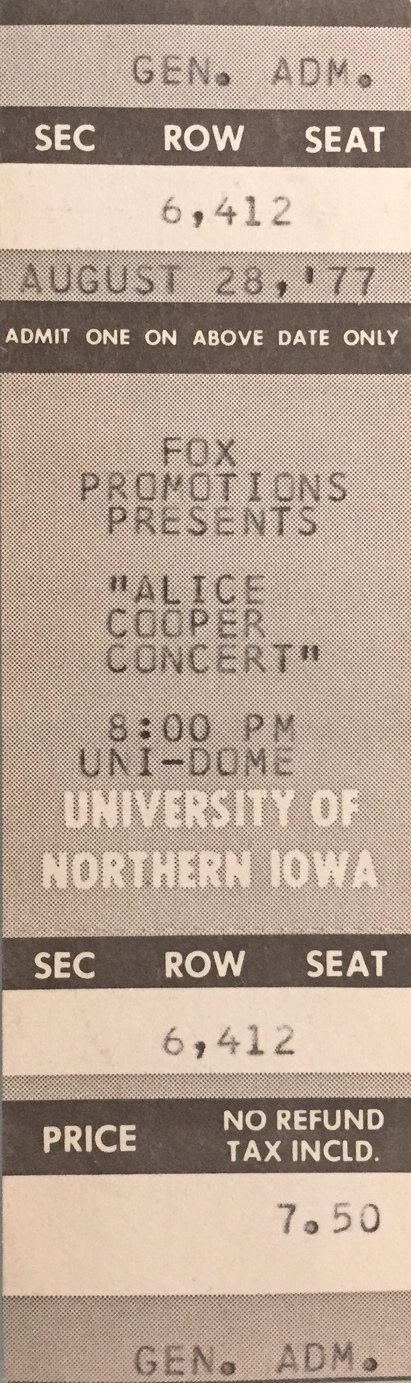 GEN. ADM.
SEC ROW SEAT
6,412
AUGUST 28,'77
ADMIT ONE ON ABOVE DATE ONLY
FOX
PROMOTIONS
PRESENTS
"ALICE
COOPER
CONCERT"
8:00 PM
UNI-DOME
UNIVERSITY OF
NORTHERN IOWA
SEC ROW SEAT
6,412
PRICE NO REFUND
TAX INCLD.
7.50
GEN. ADM.